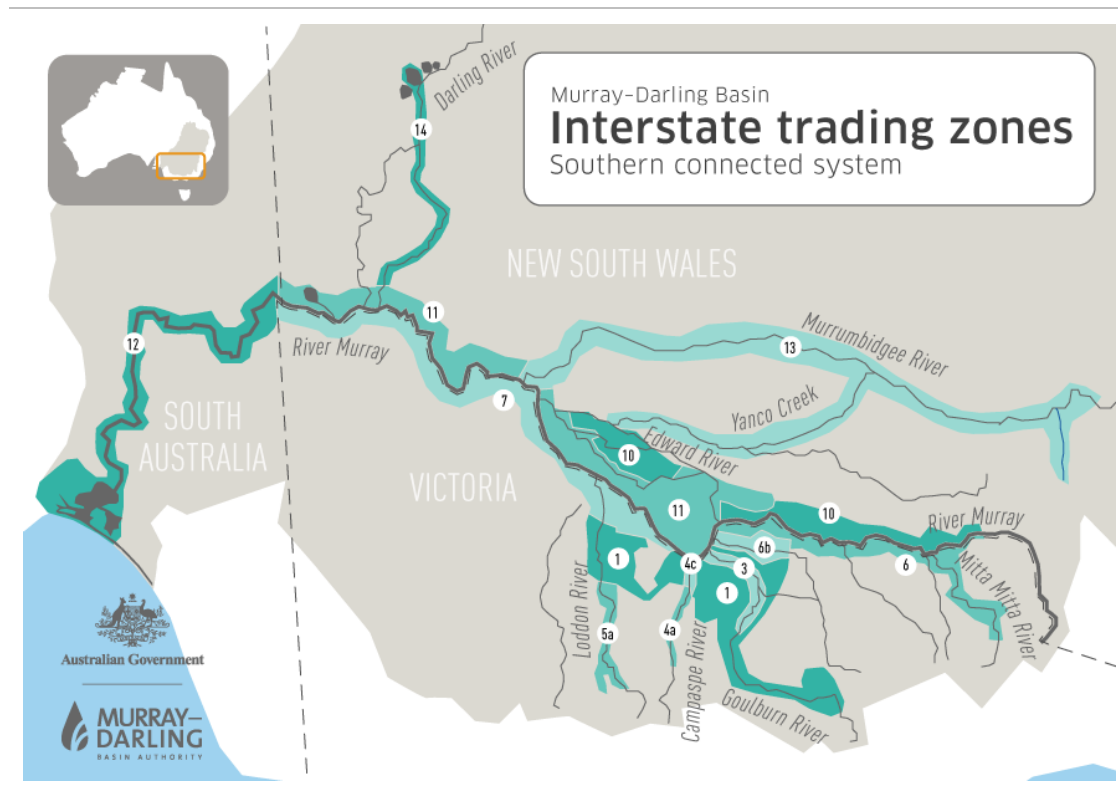 Murray–Darling Basin
Interstate trading zones
Southern connected system
Darling River
14
NEW SOUTH WALES
11
12
River Murray
13
Murrumbidgee River
7
Yanco Creek
SOUTH
AUSTRALIA
Edward River
10
VICTORIA
11
10
River Murray
6b
6
1
4c
3
1
Mitta Mitta River
Loddon River
5a
4a
Campaspe River
Goulburn River
Australian Government
MURRAY–
DARLING
BASIN AUTHORITY